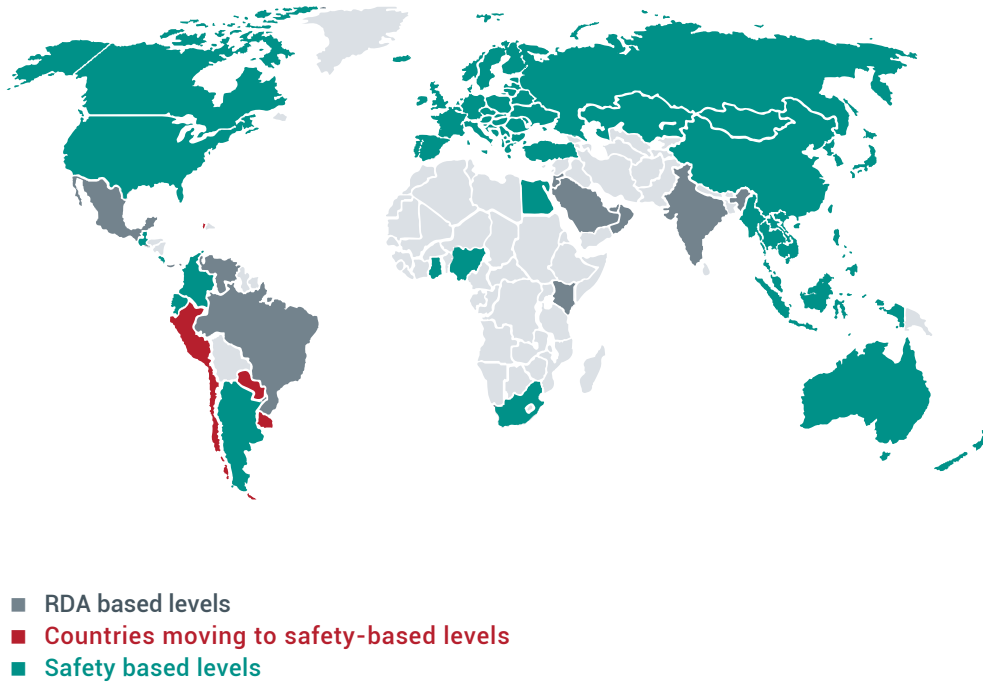 RDA based levels
Countries moving to safety-based levels
Safety based levels